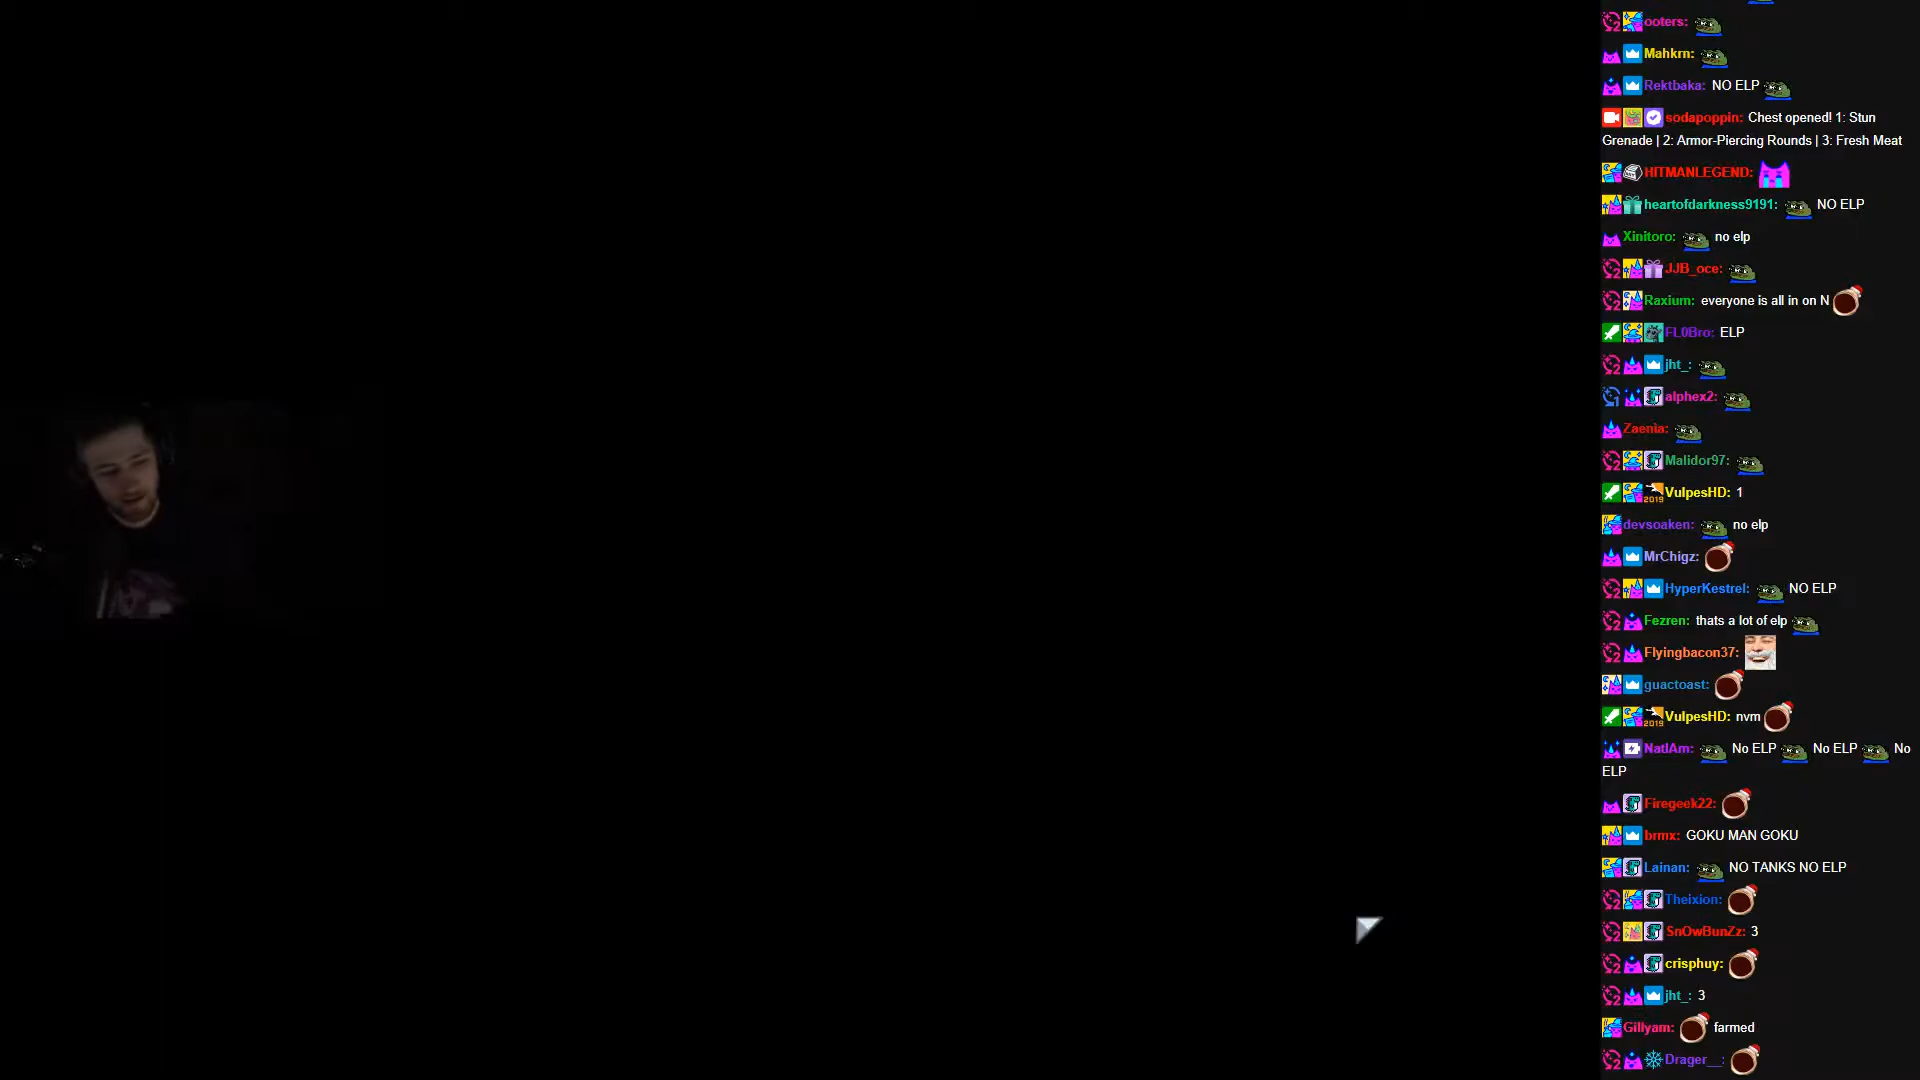 ooters:
Mahkrn:
Rektbaka: NO ELP
sodapoppin: Chest opened! 1: Stun
Grenade | 2: Armor-Piercing Rounds | 3: Fresh Meat
HITMANLEGEND:
heartofdarkness9191: NO ELP
Xinitoro: no elp
JJB_oce:
Raxium: everyone is all in on N
FL0Bro: ELP
jht_:
alphex2:
Zaenia:
Malidor97:
VulpesHD: 1
devsoaken: no elp
MrChigz:
HyperKestrel: NO ELP
Fezren: thats a lot of elp
Flyingbacon37:
guactoast:
VulpesHD: nvm
NatIAm: No ELP No ELP No
ELP
Firegeek22:
brmx: GOKU MAN GOKU
Lainan: NO TANKS NO ELP
Theixion:
SnOwBunZz: 3
crisphuy:
jht_: 3
Gillyam: farmed
Drager__: